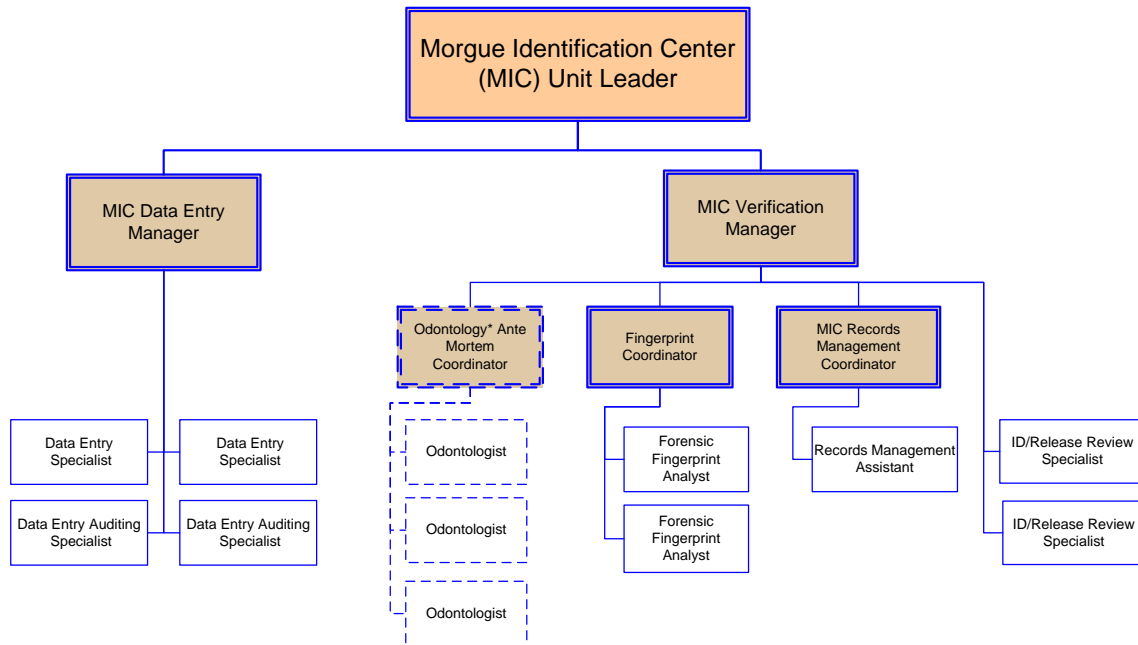 Morgue Identification Center
(MIC) Unit Leader
MIC Data Entry
Manager
MIC Verification
Manager
Odontology* Ante
Mortem
Coordinator
Fingerprint
Coordinator
MIC Records
Management
Coordinator
Data Entry
Specialist
Data Entry
Specialist
Odontologist
Forensic
Fingerprint
Analyst
Records Management
Assistant
ID/Release Review
Specialist
Data Entry Auditing
Specialist
Data Entry Auditing
Specialist
Odontologist
Forensic
Fingerprint
Analyst
ID/Release Review
Specialist
Odontologist